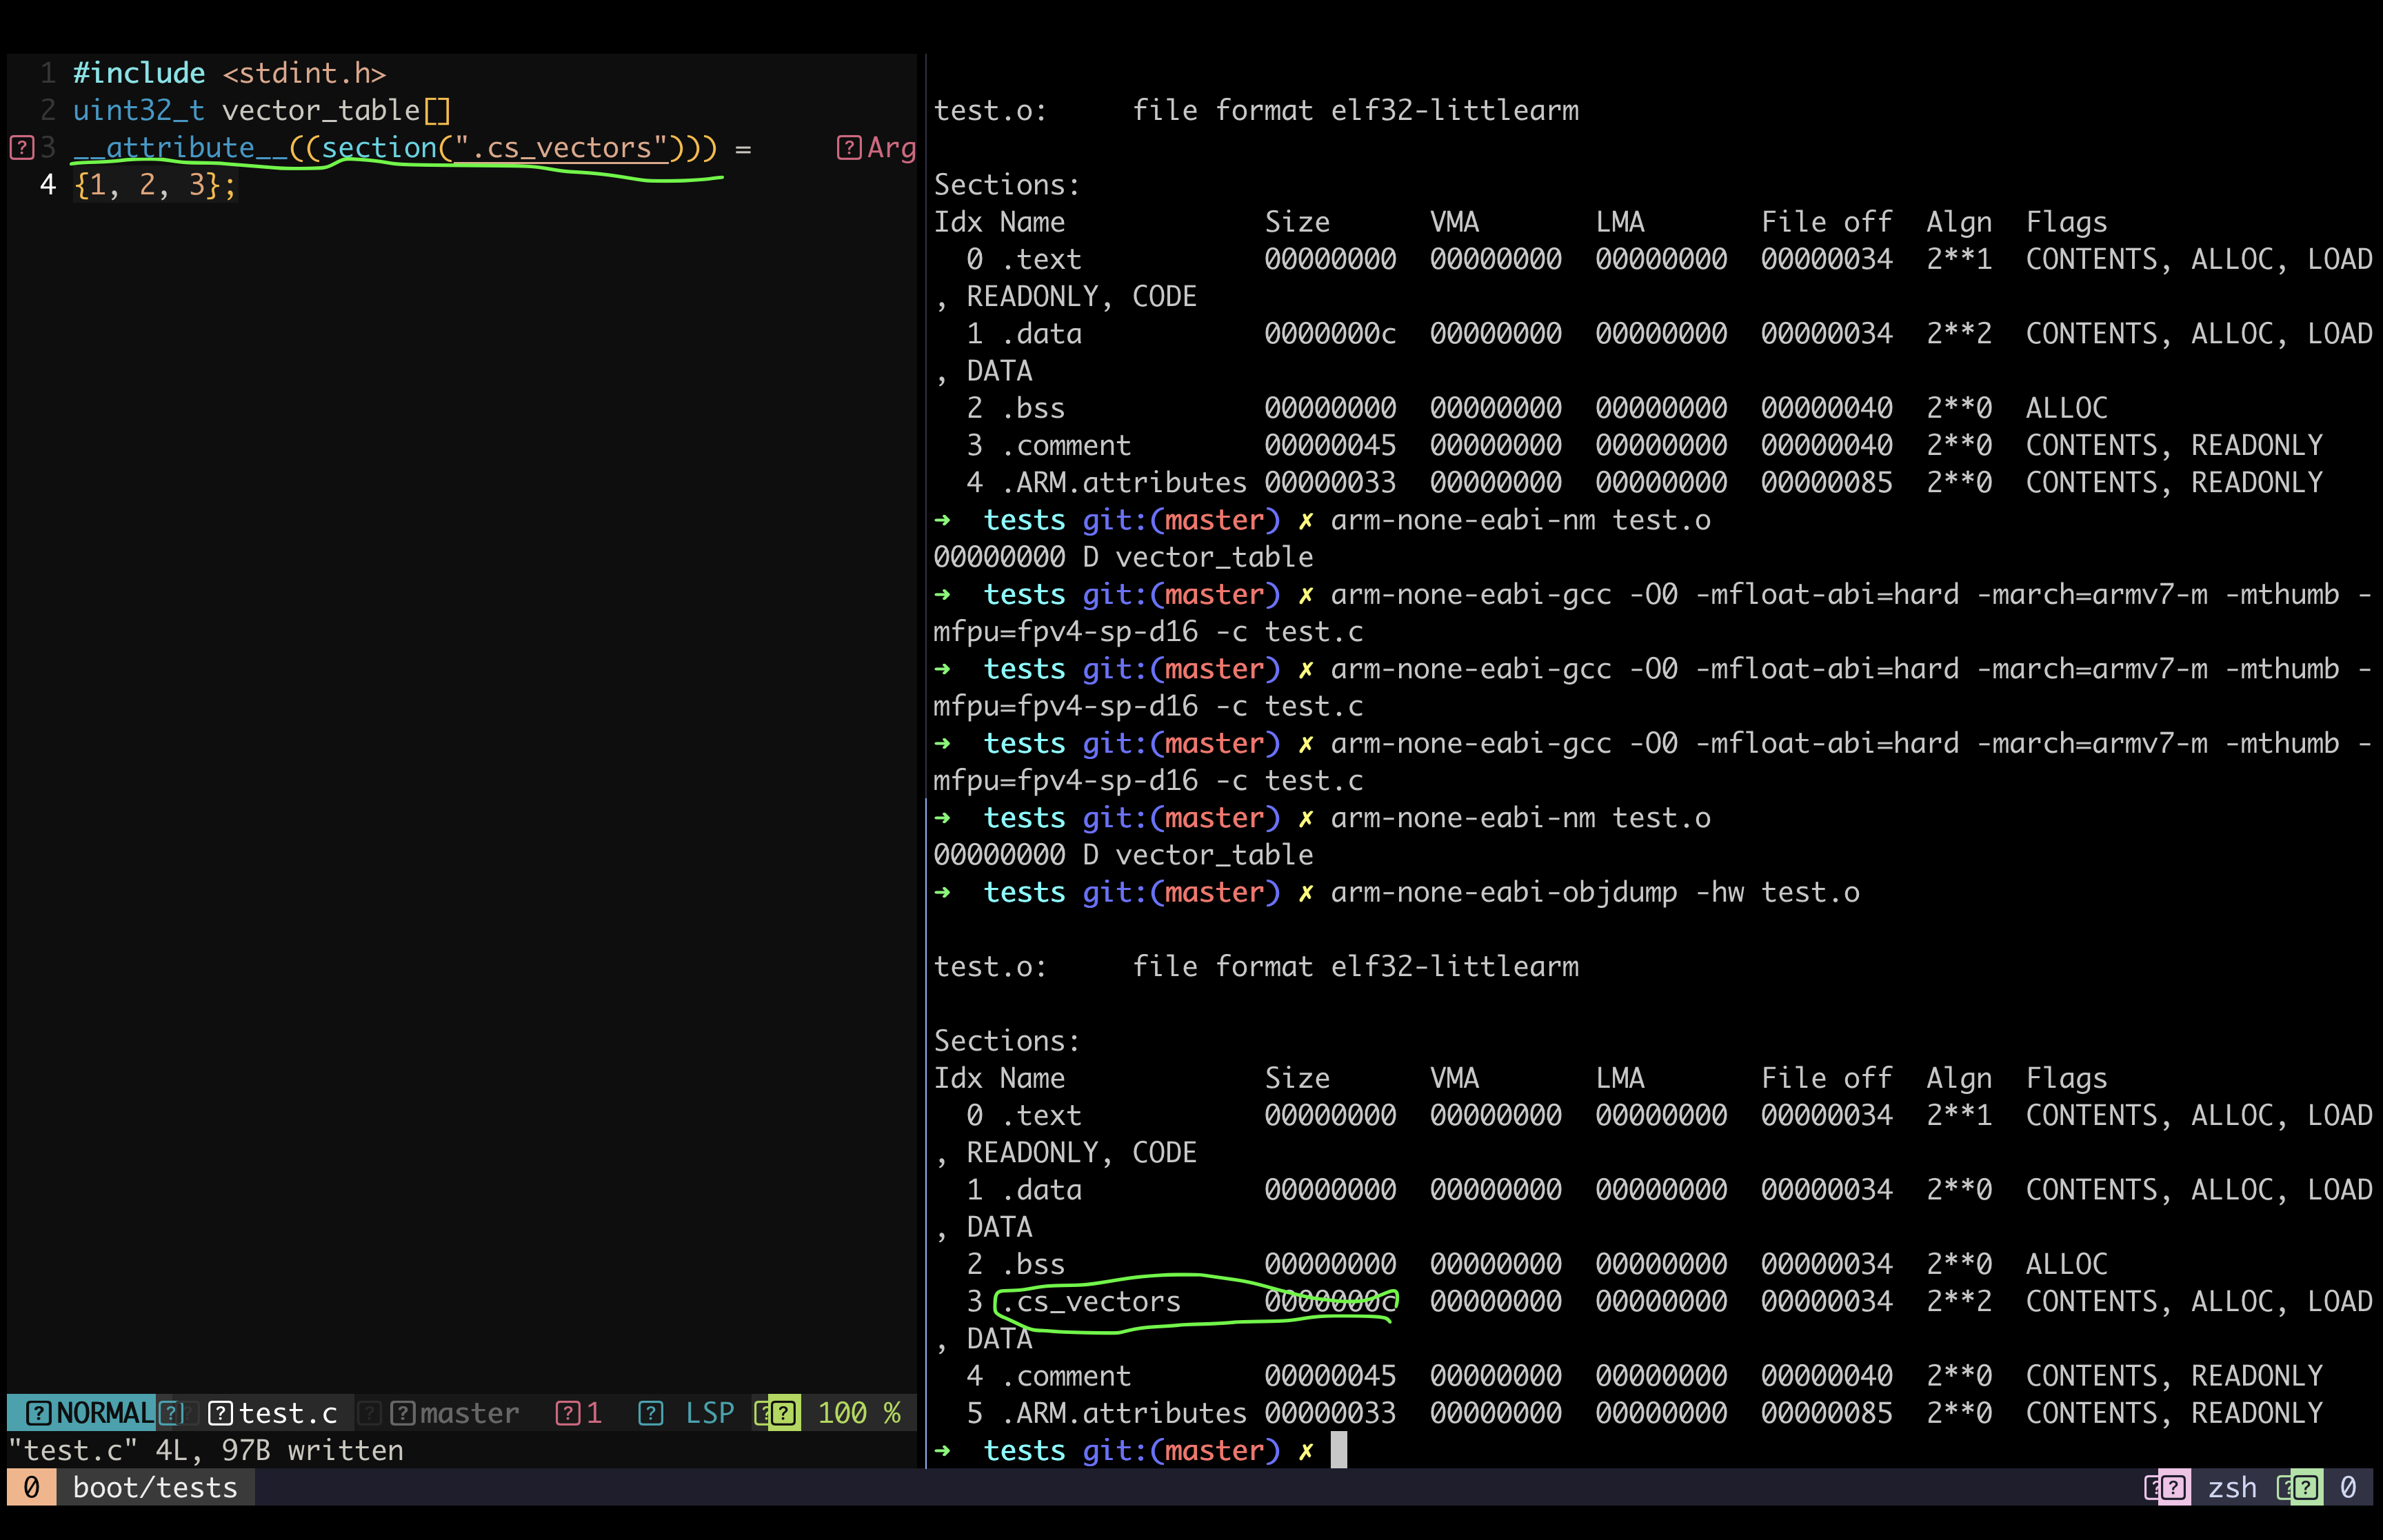 1 #include <stdint.h>
2 uint32_t vector_table[]
3 __attribute__((section(".cs_vectors"))) = Arg
4 {1, 2, 3};
NORMAL test.c master 1 LSP 100 %
"test.c" 4L, 97B written
test.o:     file format elf32-littlearm
Sections:
Idx Name            Size      VMA       LMA       File off  Algn  Flags
  0 .text           00000000  00000000  00000000  00000034  2**1  CONTENTS, ALLOC, LOAD
, READONLY, CODE
  1 .data           0000000c  00000000  00000000  00000034  2**2  CONTENTS, ALLOC, LOAD
, DATA
  2 .bss            00000000  00000000  00000000  00000040  2**0  ALLOC
  3 .comment        00000045  00000000  00000000  00000040  2**0  CONTENTS, READONLY
  4 .ARM.attributes 00000033  00000000  00000000  00000085  2**0  CONTENTS, READONLY
➜  tests git:(master) ✗ arm-none-eabi-nm test.o
00000000 D vector_table
➜  tests git:(master) ✗ arm-none-eabi-gcc -O0 -mfloat-abi=hard -march=armv7-m -mthumb -
mfpu=fpv4-sp-d16 -c test.c
➜  tests git:(master) ✗ arm-none-eabi-gcc -O0 -mfloat-abi=hard -march=armv7-m -mthumb -
mfpu=fpv4-sp-d16 -c test.c
➜  tests git:(master) ✗ arm-none-eabi-gcc -O0 -mfloat-abi=hard -march=armv7-m -mthumb -
mfpu=fpv4-sp-d16 -c test.c
➜  tests git:(master) ✗ arm-none-eabi-nm test.o
00000000 D vector_table
➜  tests git:(master) ✗ arm-none-eabi-objdump -hw test.o
test.o:     file format elf32-littlearm
Sections:
Idx Name            Size      VMA       LMA       File off  Algn  Flags
  0 .text           00000000  00000000  00000000  00000034  2**1  CONTENTS, ALLOC, LOAD
, READONLY, CODE
  1 .data           00000000  00000000  00000000  00000034  2**0  CONTENTS, ALLOC, LOAD
, DATA
  2 .bss            00000000  00000000  00000000  00000034  2**0  ALLOC
  3 .cs_vectors     0000000c  00000000  00000000  00000034  2**2  CONTENTS, ALLOC, LOAD
, DATA
  4 .comment        00000045  00000000  00000000  00000040  2**0  CONTENTS, READONLY
  5 .ARM.attributes 00000033  00000000  00000000  00000085  2**0  CONTENTS, READONLY
➜  tests git:(master) ✗
0 boot/tests zsh 0